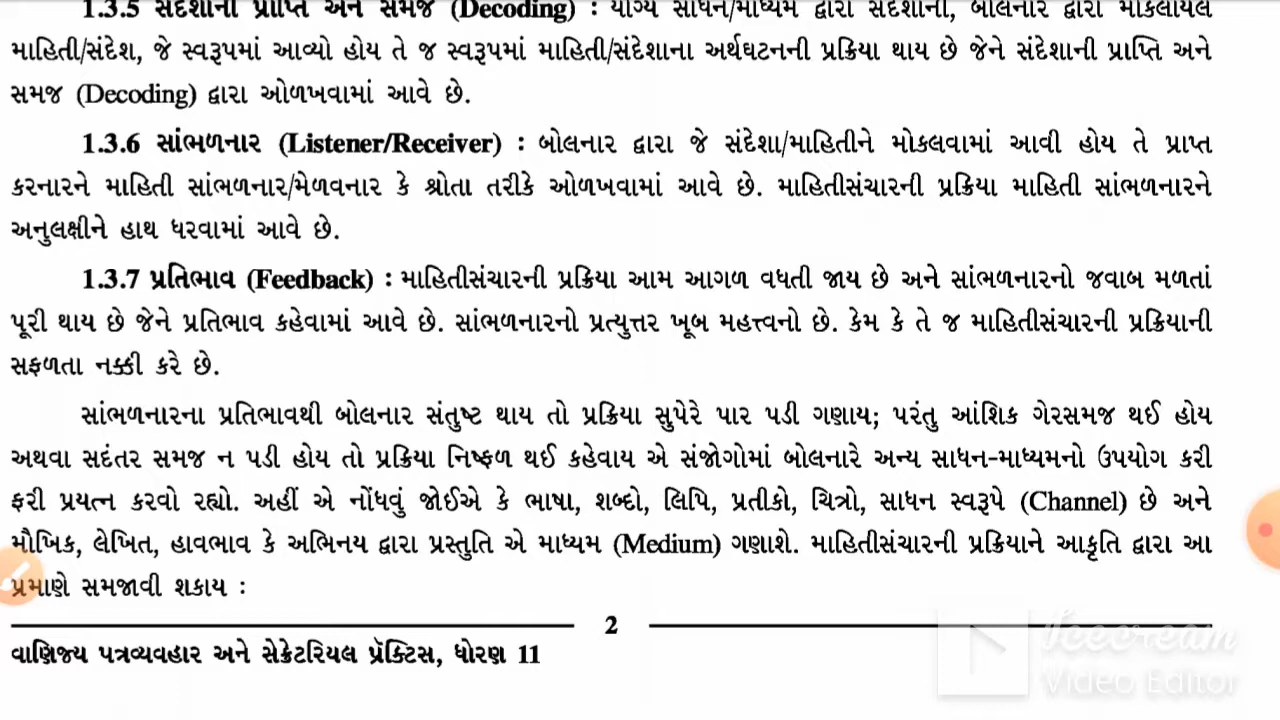 1.3.5 સંદેશાની પ્રાપ્તિ અને સમજ (Decoding) : યોગ્ય સાધન/માધ્યમ દ્વારા સંદેશાની, બોલનાર દ્વારા મોકલાયેલ
માહિતી/સંદેશ, જે સ્વરૂપમાં આવ્યો હોય તે જ સ્વરૂપમાં માહિતી/સંદેશાના અર્થઘટનની પ્રક્રિયા થાય છે જેને સંદેશાની પ્રાપ્તિ અને
સમજ (Decoding) દ્વારા ઓળખવામાં આવે છે.
1.3.6 સાંભળનાર (Listener/Receiver) : બોલનાર દ્વારા જે સંદેશા/માહિતીને મોકલવામાં આવી હોય તે પ્રાપ્ત
કરનારને માહિતી સાંભળનાર/મેળવનાર કે શ્રોતા તરીકે ઓળખવામાં આવે છે. માહિતીસંચારની પ્રક્રિયા માહિતી સાંભળનારને
અનુલક્ષીને હાથ ધરવામાં આવે છે.
1.3.7 પ્રતિભાવ (Feedback) : માહિતીસંચારની પ્રક્રિયા આમ આગળ વધતી જાય છે અને સાંભળનારનો જવાબ મળતાં
પૂરી થાય છે જેને પ્રતિભાવ કહેવામાં આવે છે. સાંભળનારનો પ્રત્યુત્તર ખૂબ મહત્ત્વનો છે. કેમ કે તે જ માહિતીસંચારની પ્રક્રિયાની
સફળતા નક્કી કરે છે.
સાંભળનારના પ્રતિભાવથી બોલનાર સંતુષ્ટ થાય તો પ્રક્રિયા સુપેરે પાર પડી ગણાય; પરંતુ આંશિક ગેરસમજ થઈ હોય
અથવા સદંતર સમજ ન પડી હોય તો પ્રક્રિયા નિષ્ફળ થઈ કહેવાય એ સંજોગોમાં બોલનારે અન્ય સાધન-માધ્યમનો ઉપયોગ કરી
ફરી પ્રયત્ન કરવો રહ્યો. અહીં એ નોંધવું જોઈએ કે ભાષા, શબ્દો, લિપિ, પ્રતીકો, ચિત્રો, સાધન સ્વરૂપે (Channel) છે અને
મૌખિક, લેખિત, હાવભાવ કે અભિનય દ્વારા પ્રસ્તુતિ એ માધ્યમ (Medium) ગણાશે. માહિતીસંચારની પ્રક્રિયાને આકૃતિ દ્વારા આ
પ્રમાણે સમજાવી શકાય :
2
વાણિજ્ય પત્રવ્યવહાર અને સેક્રેટરિયલ પ્રૅક્ટિસ, ધોરણ 11
Icecream
Video Editor